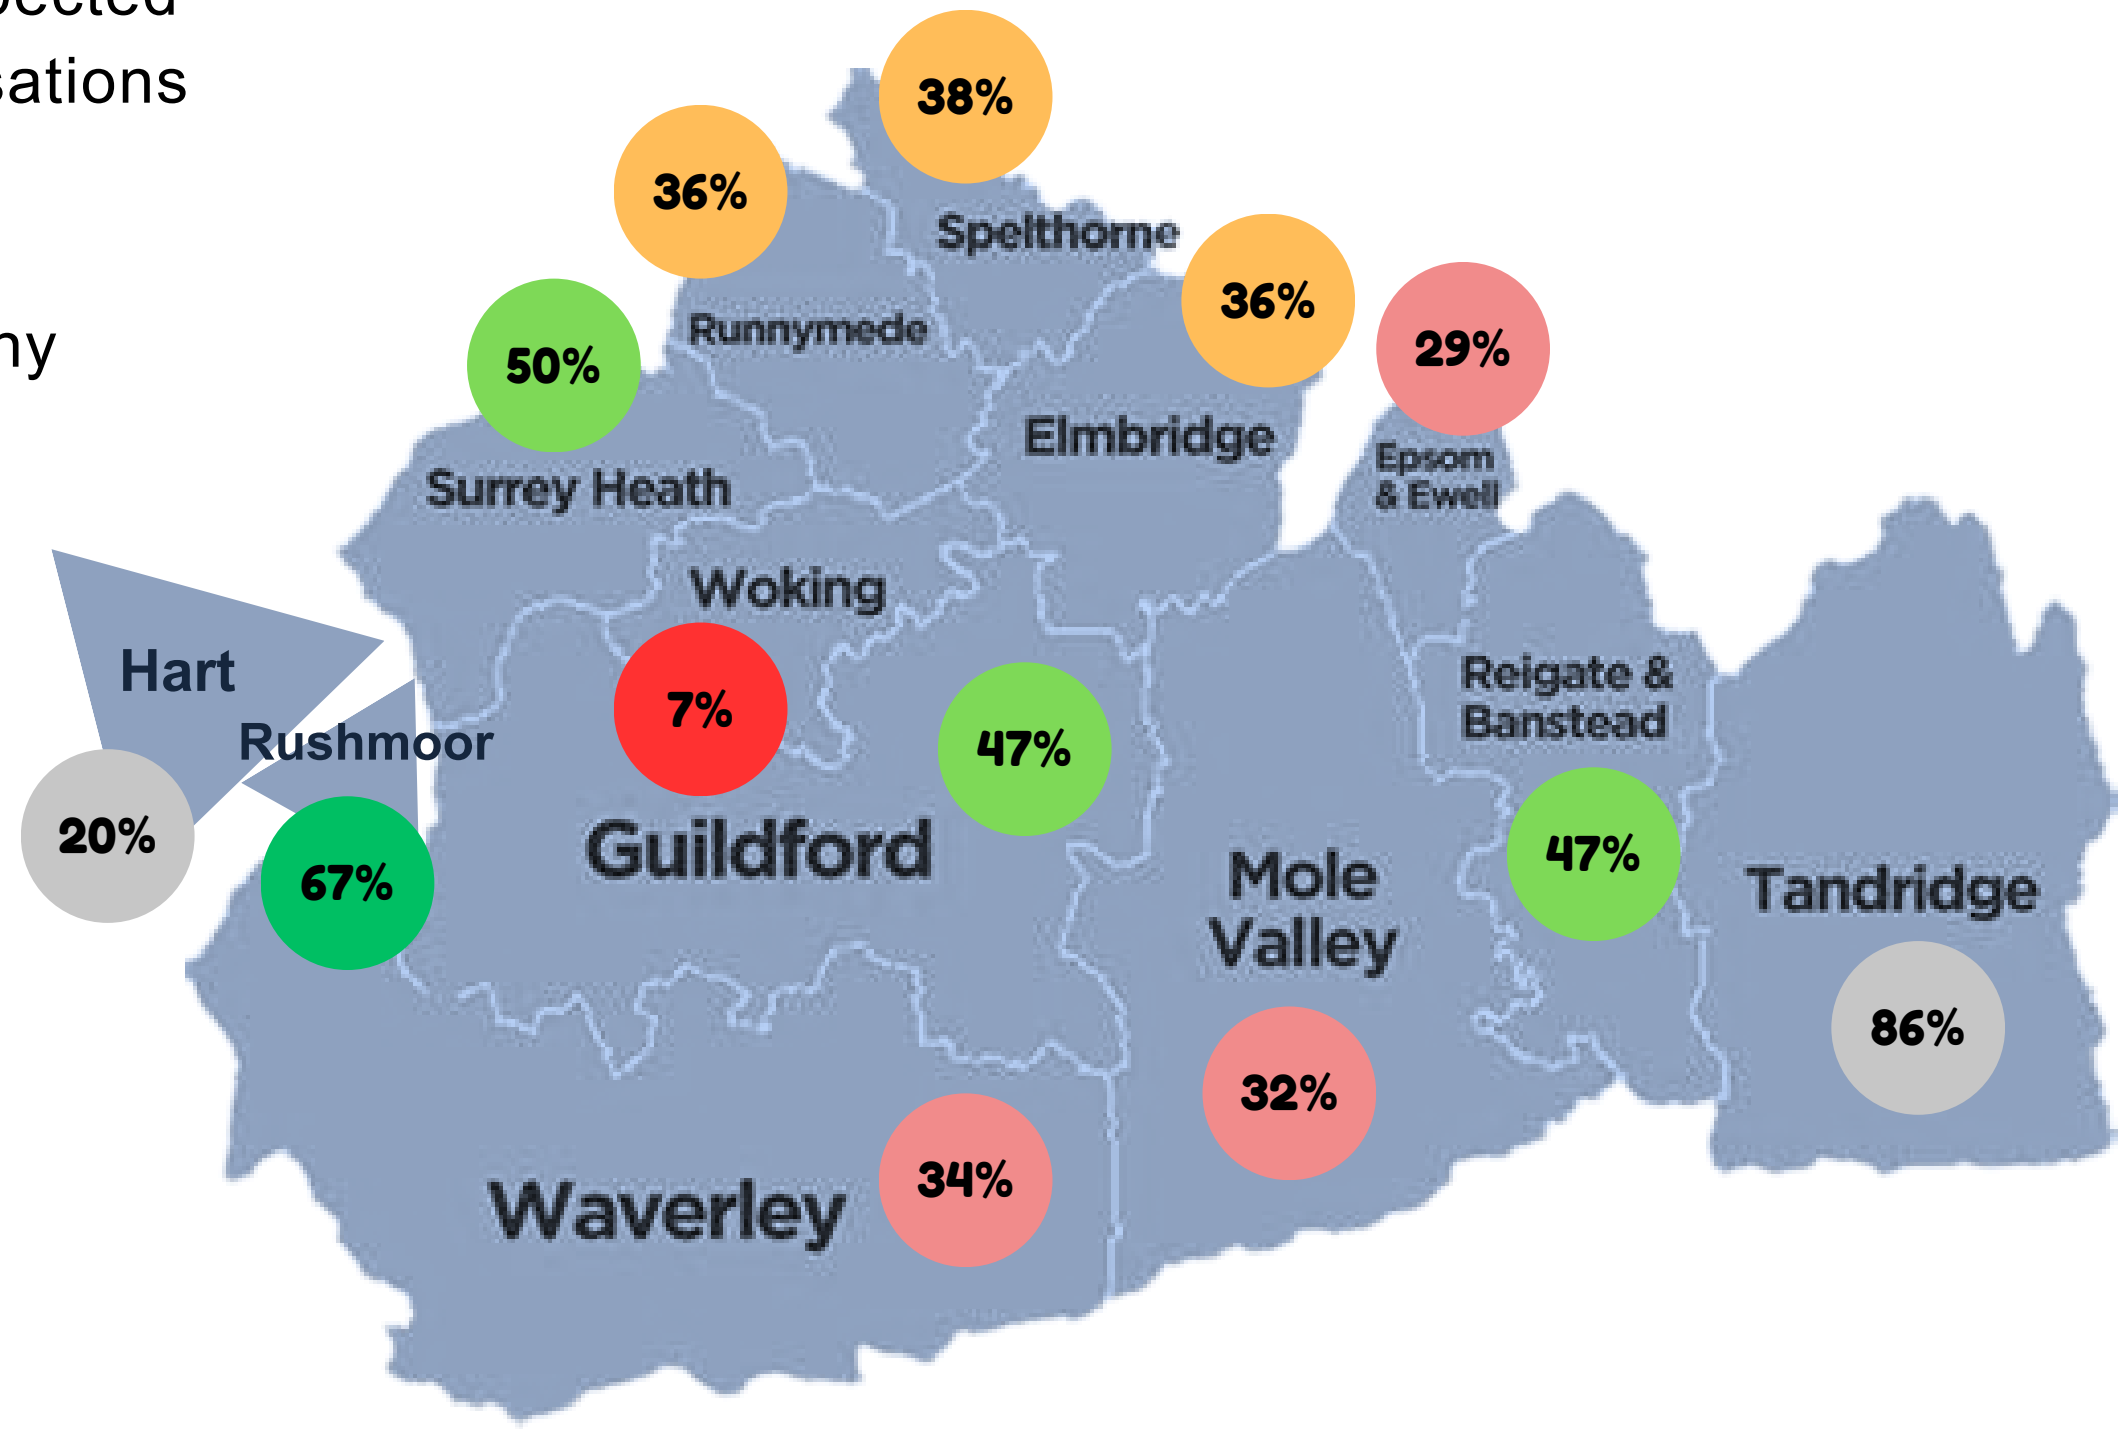 pected
sations
ny
38%
36%
Spelthorne
36%
Runnymede
29%
50%
Elmbridge
Epsom
& Ewell
Surrey Heath
Woking
Hart
Reigate &
Banstead
Rushmoor
7%
47%
20%
67%
Guildford
Mole
Valley
47%
Tandridge
86%
32%
34%
Waverley